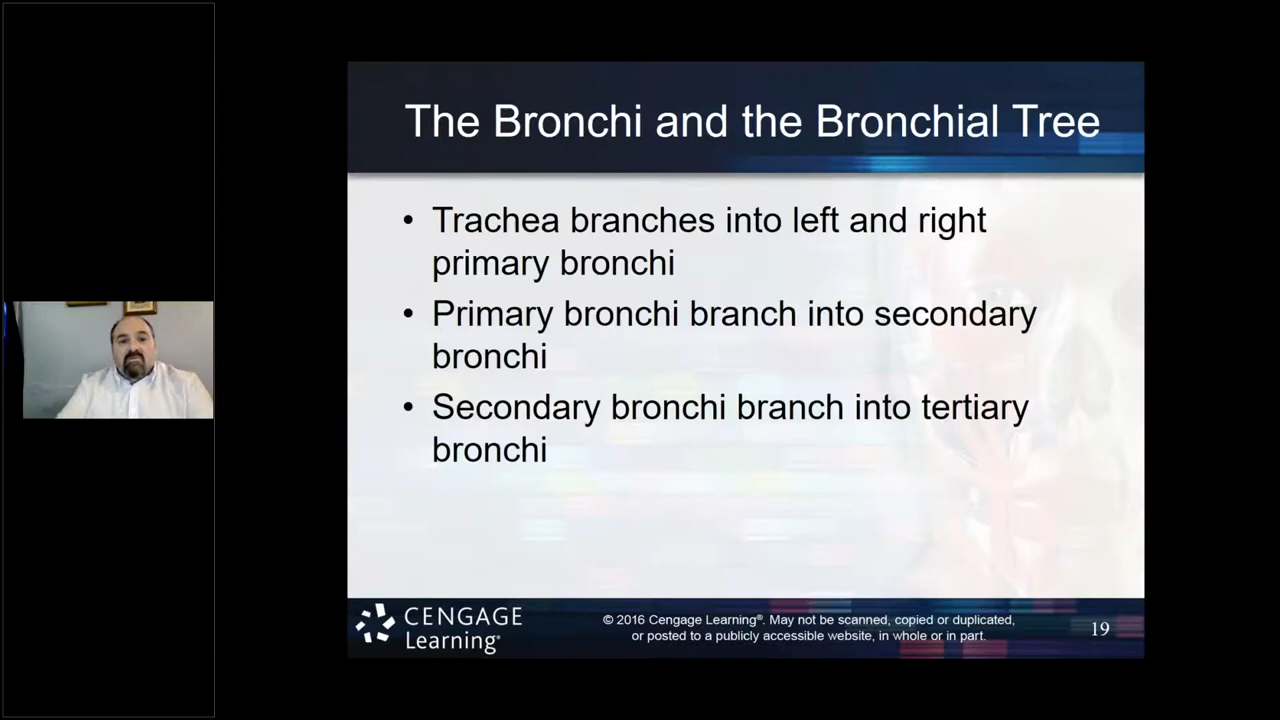 The Bronchi and the Bronchial Tree
• Trachea branches into left and right
primary bronchi
• Primary bronchi branch into secondary
bronchi
• Secondary bronchi branch into tertiary
bronchi
CENGAGE
Learning®
© 2016 Cengage Learning®. May not be scanned, copied or duplicated,
or posted to a publicly accessible website, in whole or in part.
19